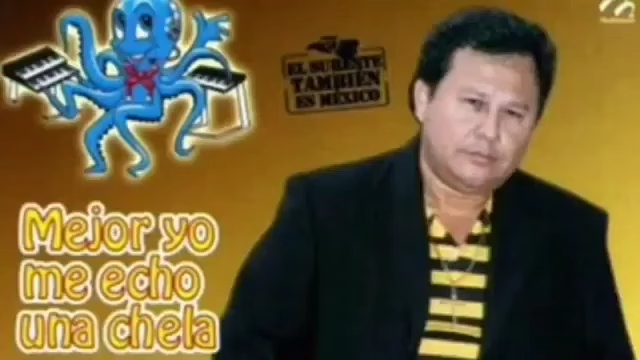 EL SURESTE
TAMBIÉN
ES MÉXICO
Mejor yo
me echo
una chela